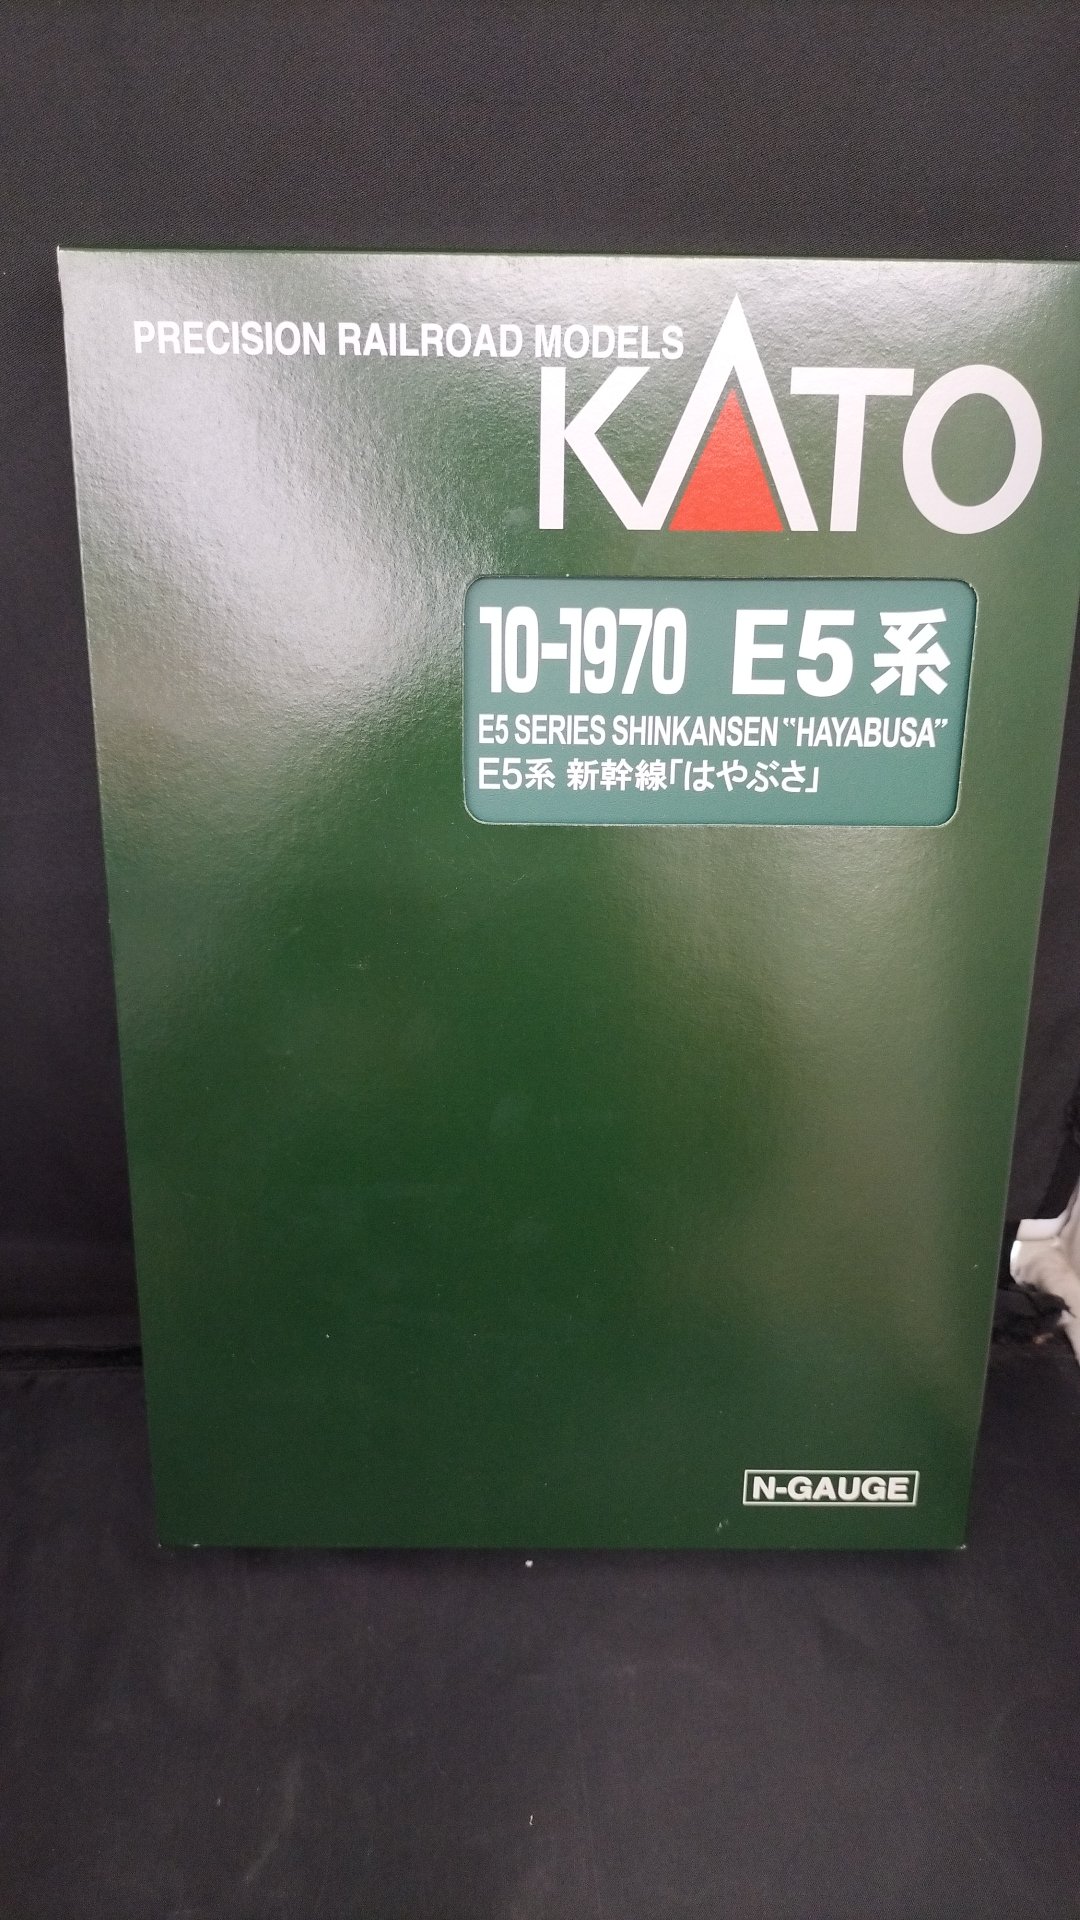 PRECISION RAILROAD MODELS
KATO
10-1970 E5系
E5 SERIES SHINKANSEN “HAYABUSA”
E5系 新幹線「はやぶさ」
N-GAUGE